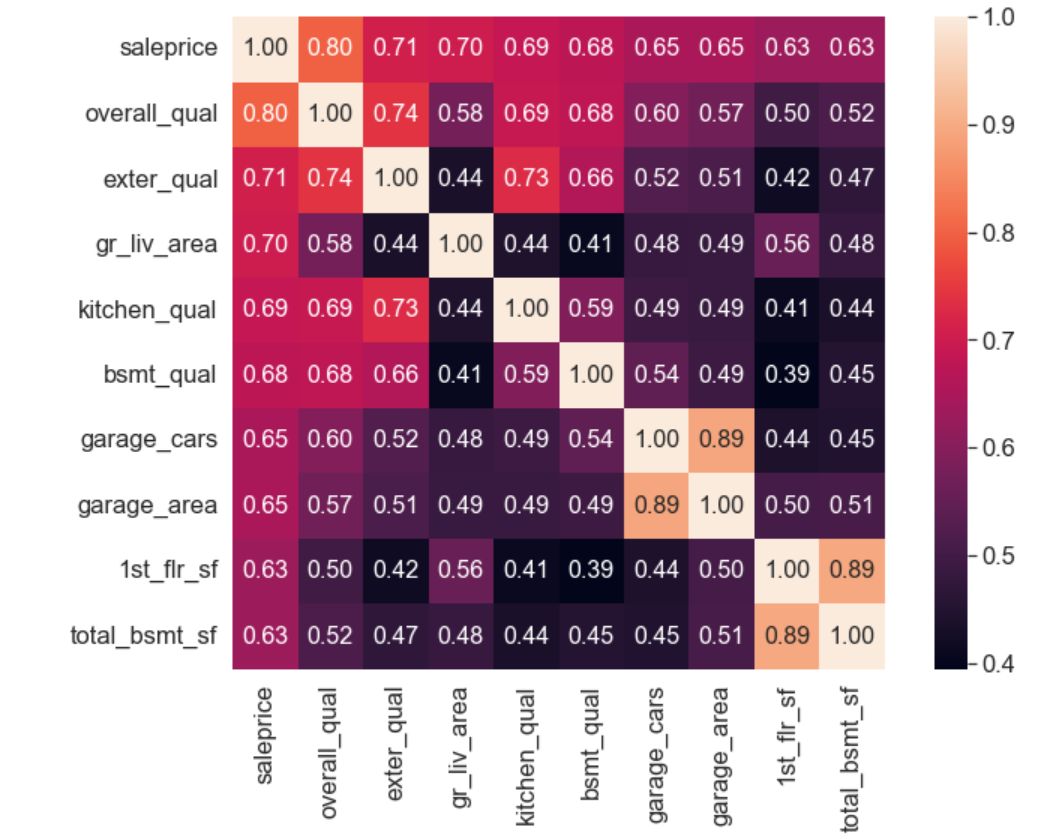 saleprice 1.00 0.80 0.71 0.70 0.69 0.68 0.65 0.65 0.63 0.63
overall_qual 0.80 1.00 0.74 0.58 0.69 0.68 0.60 0.57 0.50 0.52
exter_qual 0.71 0.74 1.00 0.44 0.73 0.66 0.52 0.51 0.42 0.47
gr_liv_area 0.70 0.58 0.44 1.00 0.44 0.41 0.48 0.49 0.56 0.48
kitchen_qual 0.69 0.69 0.73 0.44 1.00 0.59 0.49 0.49 0.41 0.44
bsmt_qual 0.68 0.68 0.66 0.41 0.59 1.00 0.54 0.49 0.39 0.45
garage_cars 0.65 0.60 0.52 0.48 0.49 0.54 1.00 0.89 0.44 0.45
garage_area 0.65 0.57 0.51 0.49 0.49 0.49 0.89 1.00 0.50 0.51
1st_flr_sf 0.63 0.50 0.42 0.56 0.41 0.39 0.44 0.50 1.00 0.89
total_bsmt_sf 0.63 0.52 0.47 0.48 0.44 0.45 0.45 0.51 0.89 1.00
saleprice
overall_qual
exter_qual
gr_liv_area
kitchen_qual
bsmt_qual
garage_cars
garage_area
1st_flr_sf
total_bsmt_sf
1.0
0.9
0.8
0.7
0.6
0.5
0.4